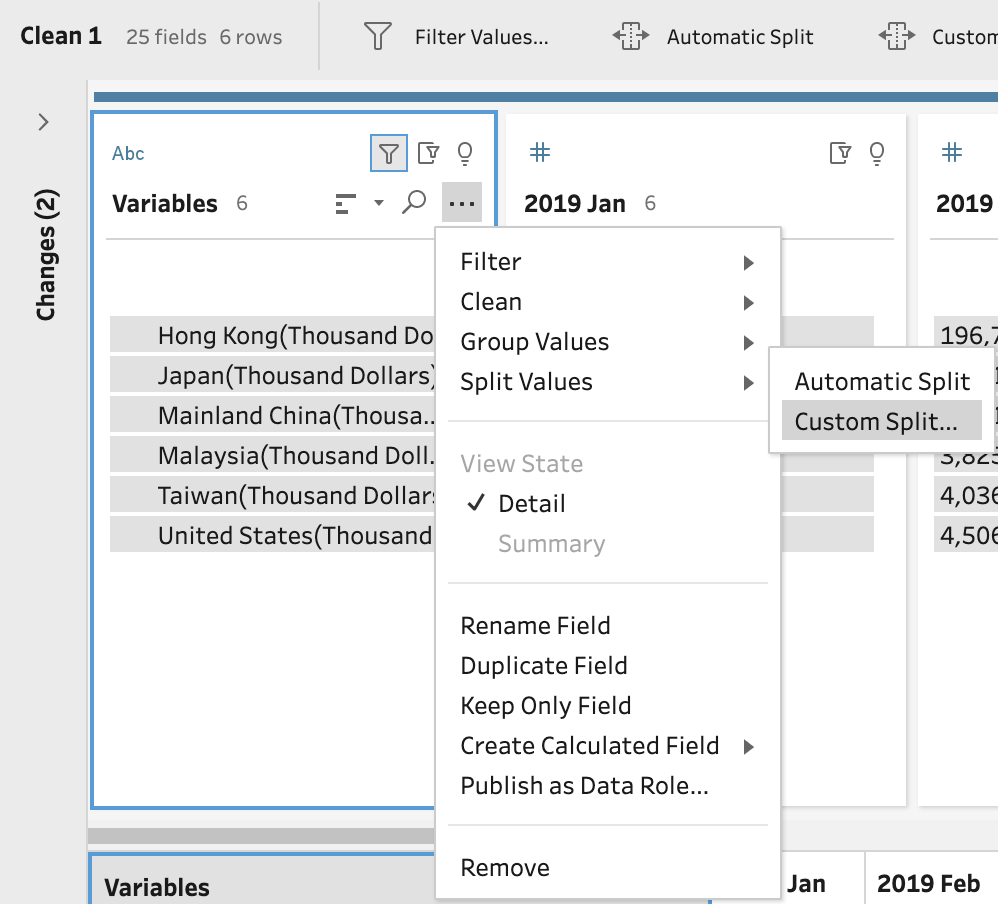 Clean 1 25 fields 6 rows Filter Values... Automatic Split Custom
Changes (2)
Abc
Variables 6
# 
2019 Jan 6
#
2019
Hong Kong(Thousand Do
Japan(Thousand Dollars)
Mainland China(Thousa...
Malaysia(Thousand Doll.
Taiwan(Thousand Dollars
United States(Thousand
196,7
3,823
4,036
4,506
Filter
Clean
Group Values
Split Values
Automatic Split
Custom Split...
View State
Detail
Summary
Rename Field
Duplicate Field
Keep Only Field
Create Calculated Field
Publish as Data Role...
Remove
Variables Jan 2019 Feb